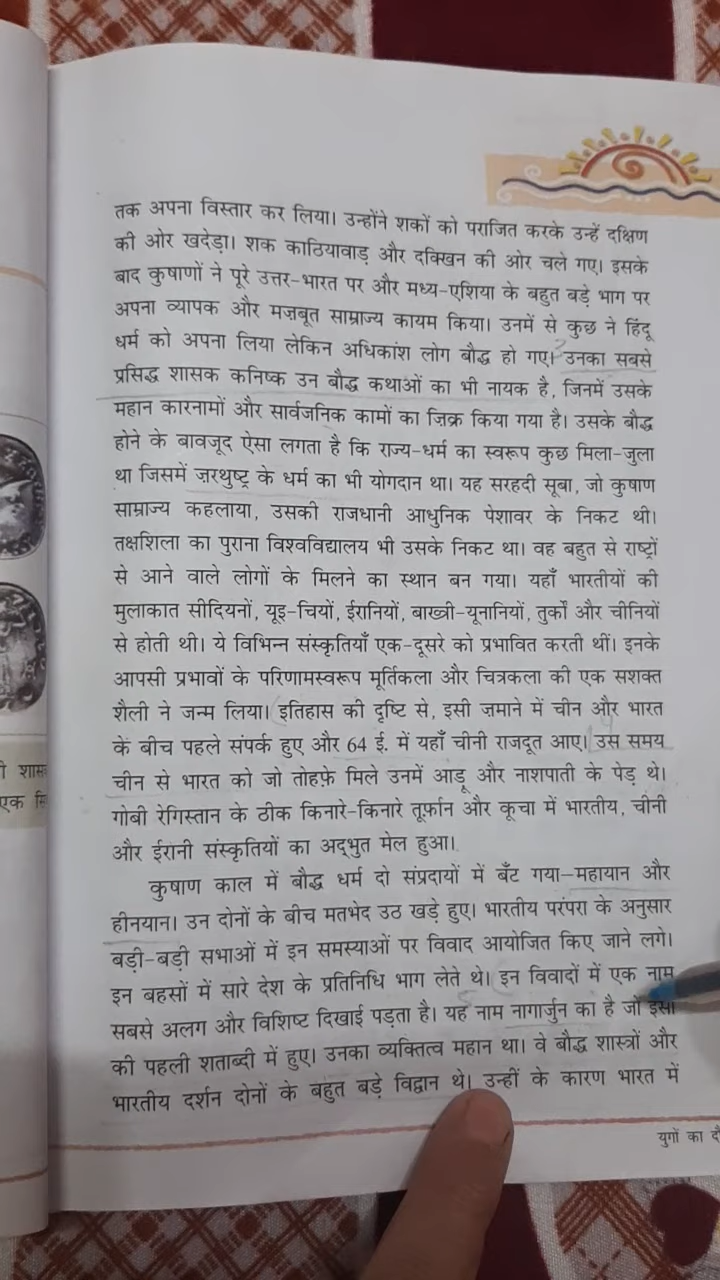 तक अपना विस्तार कर लिया। उन्होंने शकों को पराजित करके उन्हें दक्षिण
की ओर खदेड़ा। शक काठियावाड़ और दक्खिन की ओर चले गए। इसके
बाद कुषाणों ने पूरे उत्तर-भारत पर और मध्य-एशिया के बहुत बड़े भाग पर
अपना व्यापक और मज़बूत साम्राज्य कायम किया। उनमें से कुछ ने हिंदू
धर्म को अपना लिया लेकिन अधिकांश लोग बौद्ध हो गए। उनका सबसे
प्रसिद्ध शासक कनिष्क उन बौद्ध कथाओं का भी नायक है, जिनमें उसके
महान कारनामों और सार्वजनिक कामों का ज़िक्र किया गया है। उसके बौद्ध
होने के बावजूद ऐसा लगता है कि राज्य-धर्म का स्वरूप कुछ मिला-जुला
था जिसमें ज़रथुष्ट्र के धर्म का भी योगदान था। यह सरहदी सूबा, जो कुषाण
साम्राज्य कहलाया, उसकी राजधानी आधुनिक पेशावर के निकट थी।
तक्षशिला का पुराना विश्वविद्यालय भी उसके निकट था। वह बहुत से राष्ट्रों
से आने वाले लोगों के मिलने का स्थान बन गया। यहाँ भारतीयों की
मुलाकात सीदियनों, यूइ-चियों, ईरानियों, बाख्त्री-यूनानियों, तुर्कों और चीनियों
से होती थी। ये विभिन्न संस्कृतियाँ एक-दूसरे को प्रभावित करती थीं। इनके
आपसी प्रभावों के परिणामस्वरूप मूर्तिकला और चित्रकला की एक सशक्त
शैली ने जन्म लिया। इतिहास की दृष्टि से, इसी ज़माने में चीन और भारत
के बीच पहले संपर्क हुए और 64 ई. में यहाँ चीनी राजदूत आए। उस समय
चीन से भारत को जो तोहफ़े मिले उनमें आडू और नाशपाती के पेड़ थे।
गोबी रेगिस्तान के ठीक किनारे-किनारे तूर्फ़ान और कूचा में भारतीय, चीनी
और ईरानी संस्कृतियों का अद्भुत मेल हुआ।
कुषाण काल में बौद्ध धर्म दो संप्रदायों में बँट गया—महायान और
हीनयान। उन दोनों के बीच मतभेद उठ खड़े हुए। भारतीय परंपरा के अनुसार
बड़ी-बड़ी सभाओं में इन समस्याओं पर विवाद आयोजित किए जाने लगे।
इन बहसों में सारे देश के प्रतिनिधि भाग लेते थे। इन विवादों में एक नाम
सबसे अलग और विशिष्ट दिखाई पड़ता है। यह नाम नागार्जुन का है जो ईसा
की पहली शताब्दी में हुए। उनका व्यक्तित्व महान था। वे बौद्ध शास्त्रों और
भारतीय दर्शन दोनों के बहुत बड़े विद्वान थे। उन्हीं के कारण भारत में
युगों का
एक